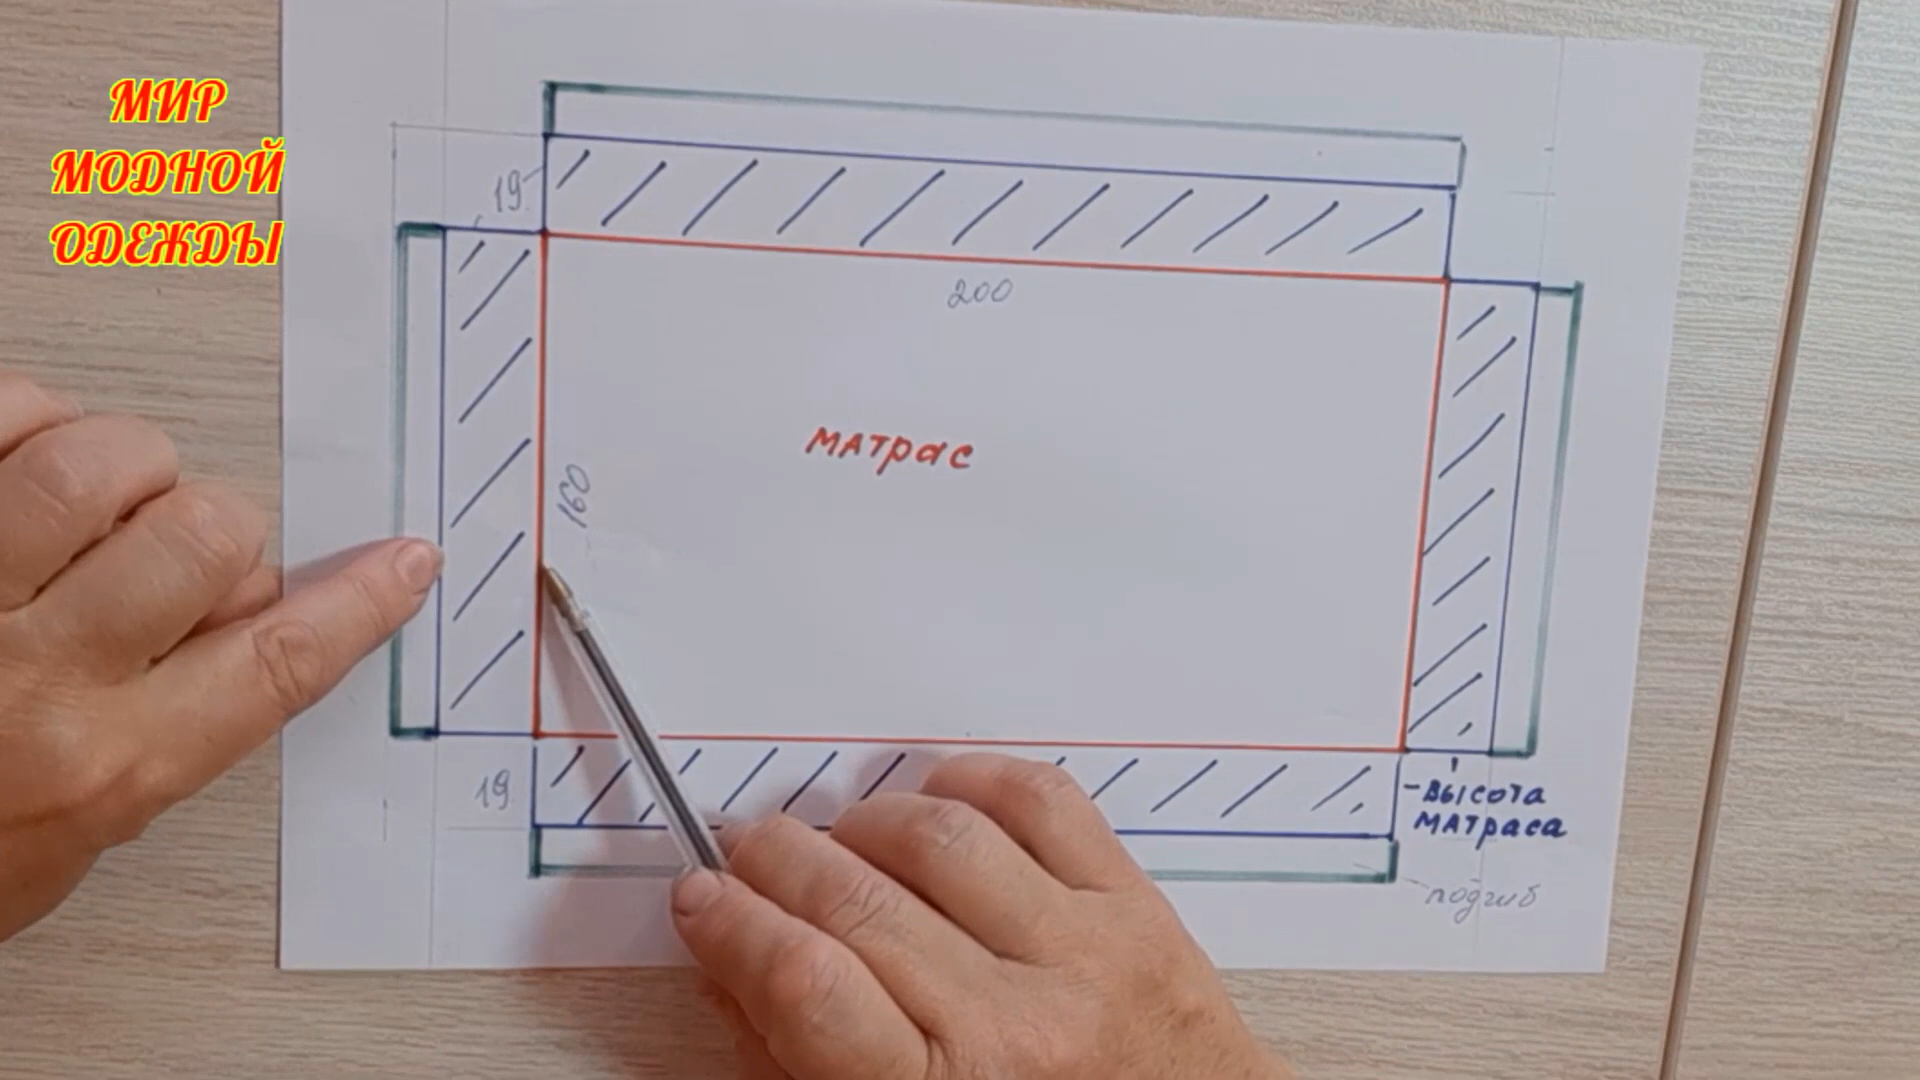 МИР
МОДНОЙ
ОДЕЖДЫ
19
200
матрас
160
19
-высота
матраса
подгиб